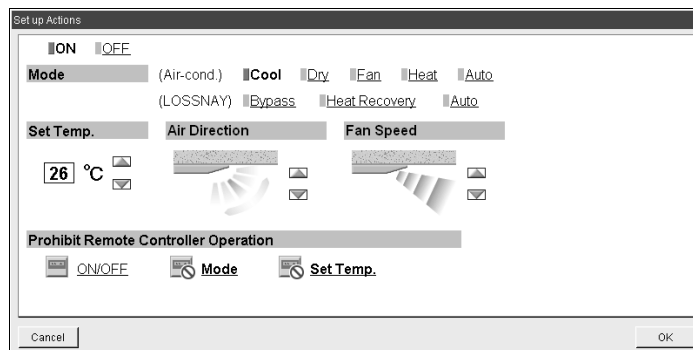 Set up Actions
ON OFF
Mode (Air-cond.) Cool Dry Fan Heat Auto
(LOSSNAY) Bypass Heat Recovery Auto
Set Temp. Air Direction Fan Speed
26 °C
Prohibit Remote Controller Operation
ON/OFF Mode Set Temp.
Cancel OK